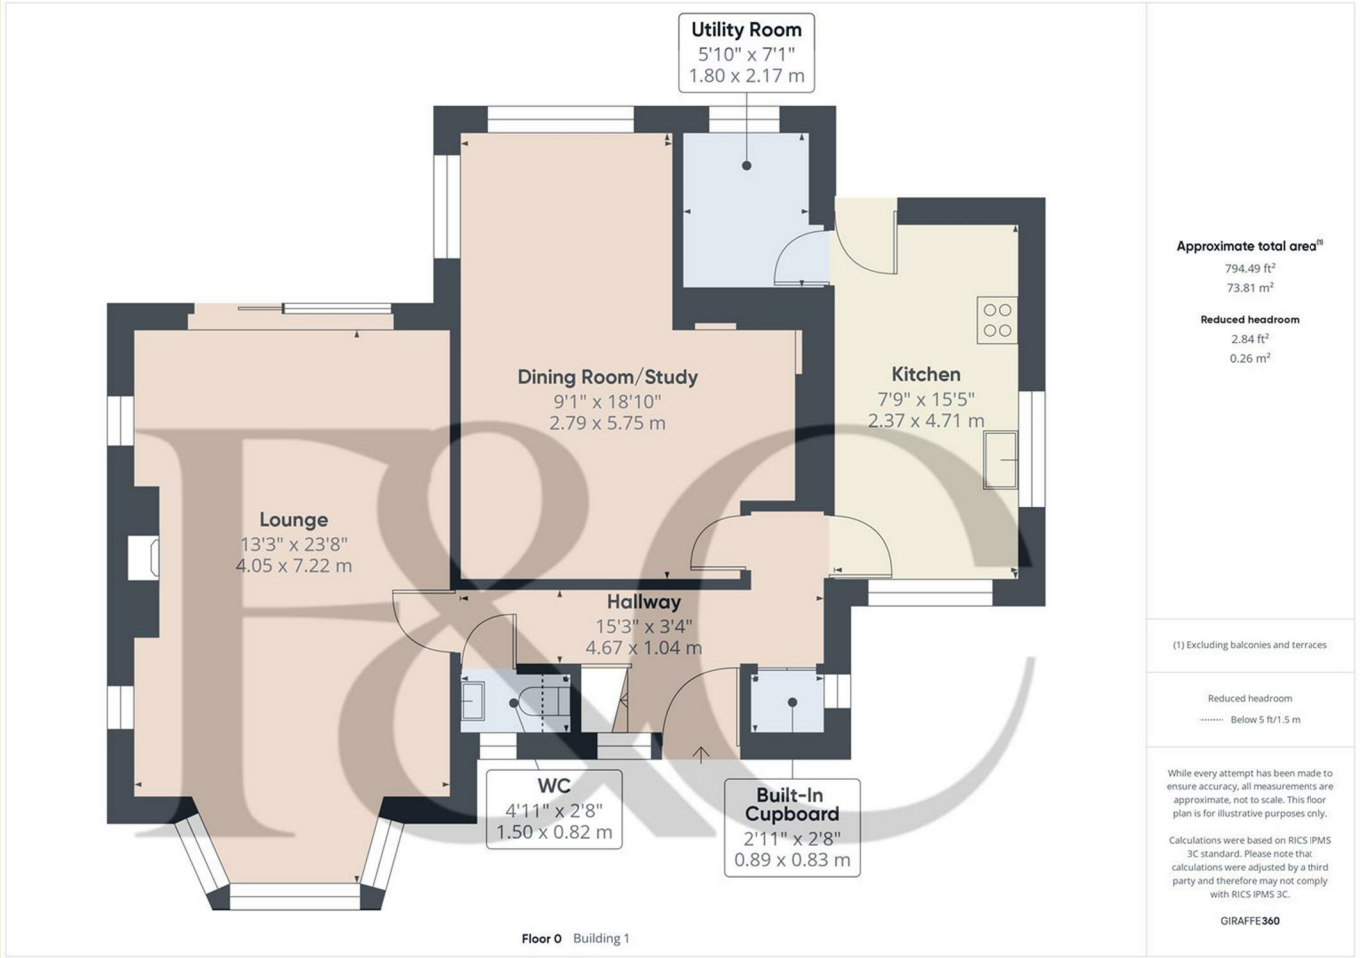 Utility Room
5'10" x 7'1"
1.80 x 2.17 m
Dining Room/Study
9'1" x 18'10"
2.79 x 5.75 m
Kitchen
7'9" x 15'5"
2.37 x 4.71 m
Lounge
13'3" x 23'8"
4.05 x 7.22 m
Hallway
15'3" x 3'4"
4.67 x 1.04 m
WC
4'11" x 2'8"
1.50 x 0.82 m
Built-In
Cupboard
2'11" x 2'8"
0.89 x 0.83 m
F&C
Floor 0 Building 1
Approximate total area(1)
794.49 ft²
73.81 m²
Reduced headroom
2.84 ft²
0.26 m²
(1) Excluding balconies and terraces
Reduced headroom
Below 5 ft/1.5 m
While every attempt has been made to
ensure accuracy, all measurements are
approximate, not to scale. This floor
plan is for illustrative purposes only.
Calculations were based on RICS IPMS
3C standard. Please note that
calculations were adjusted by a third
party and therefore may not comply
with RICS IPMS 3C.
GIRAFFE360